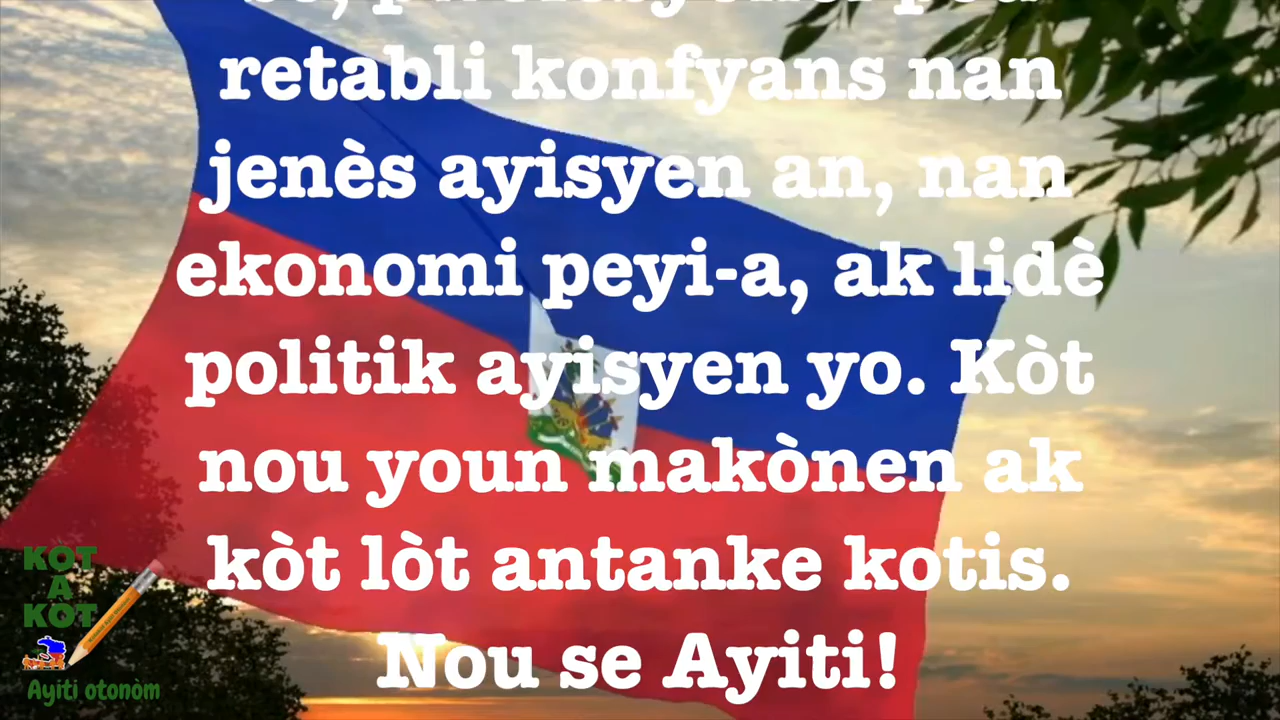 retabli konfyans nan
jenès ayisyen an, nan
ekonomi peyi-a, ak lidè
politik ayisyen yo. Kòt
nou youn makònen ak
kòt lòt antanke kotis.
Nou se Ayiti!
KOT
A
KOT
Ayiti otonòm